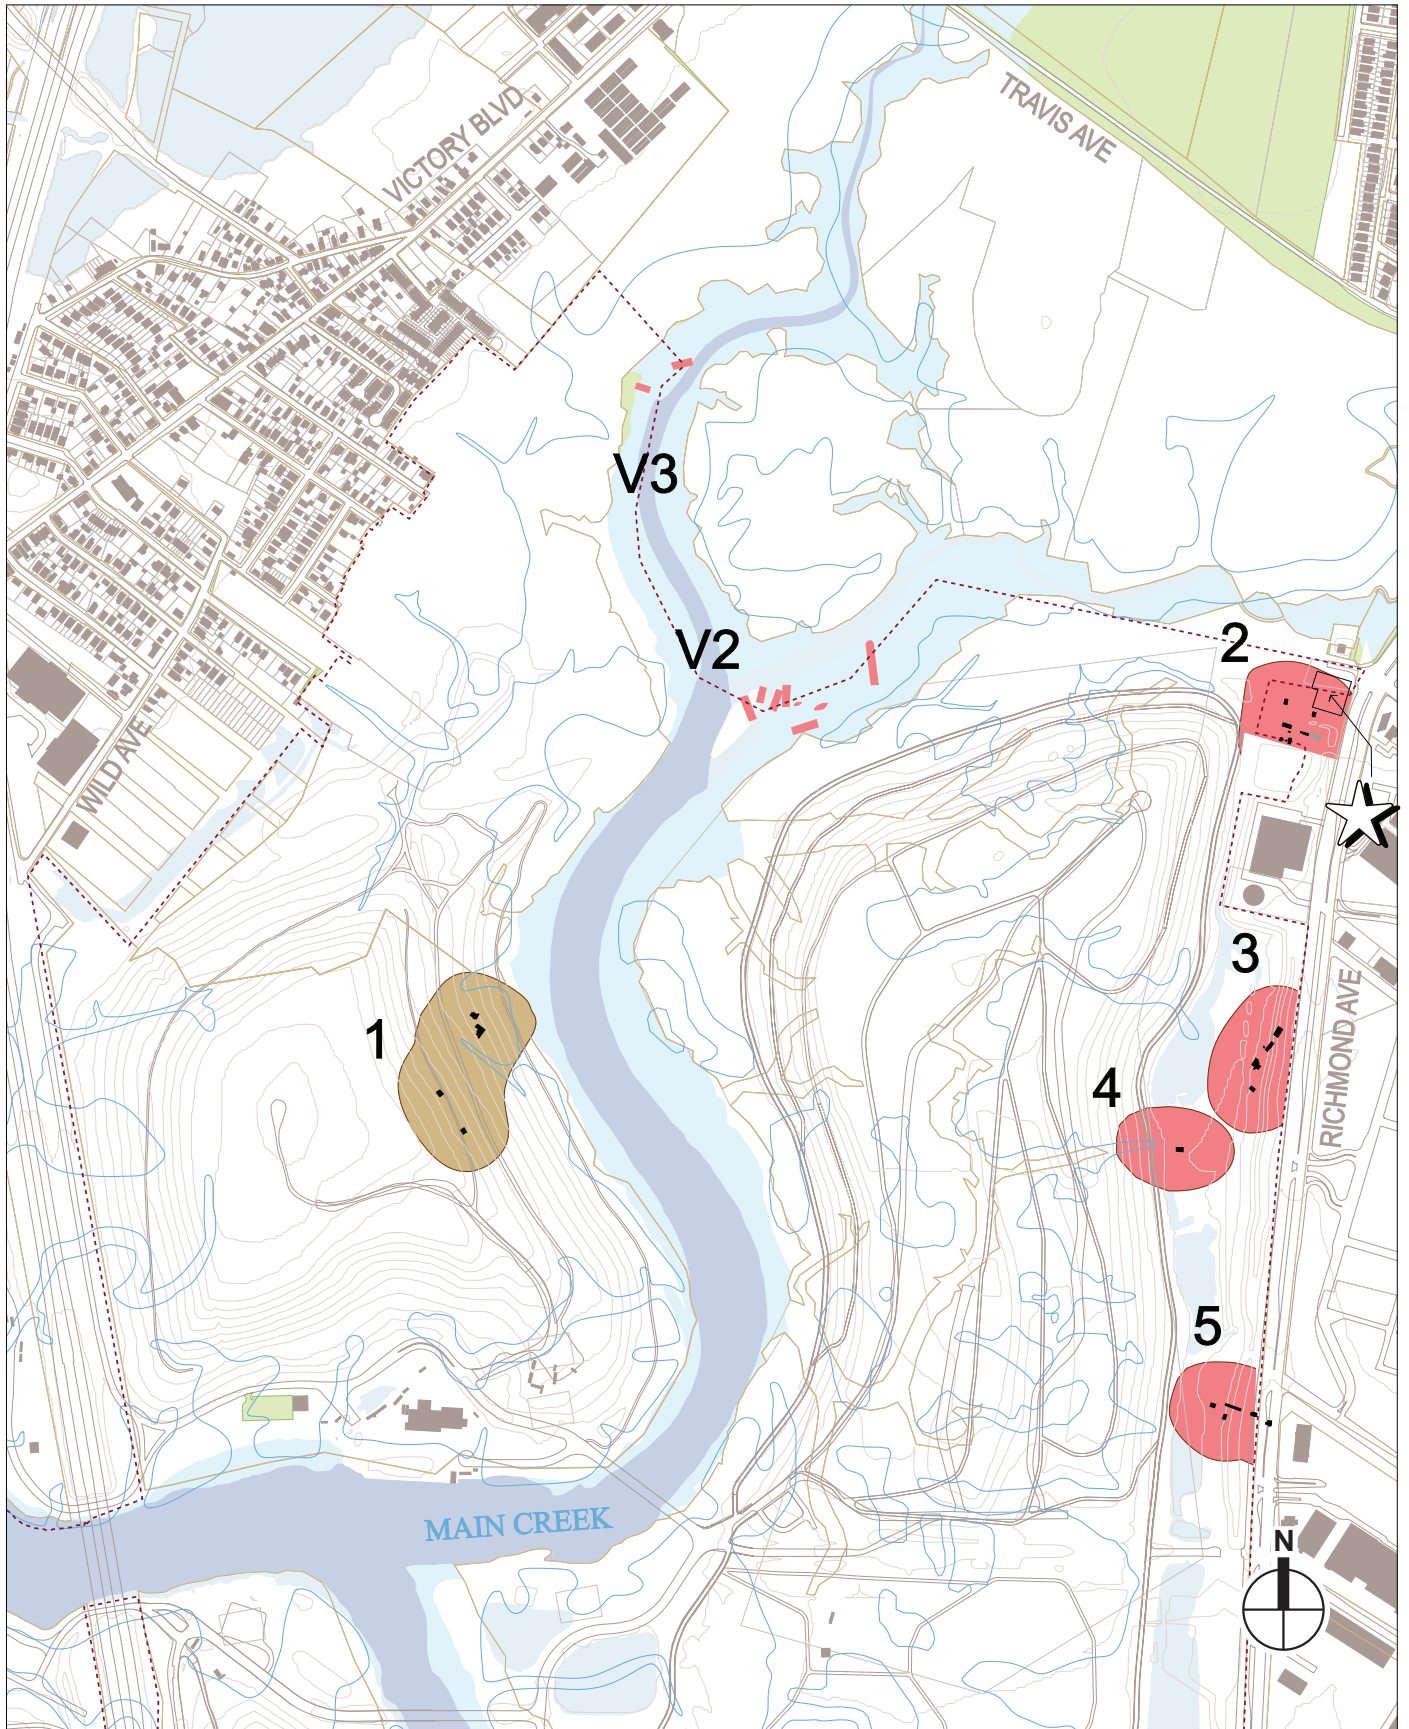 TRAVIS AVE
VICTORY BLVD
V3
V2
2
WILD AVE
3
1
RICHMOND AVE
4
5
MAIN CREEK
N